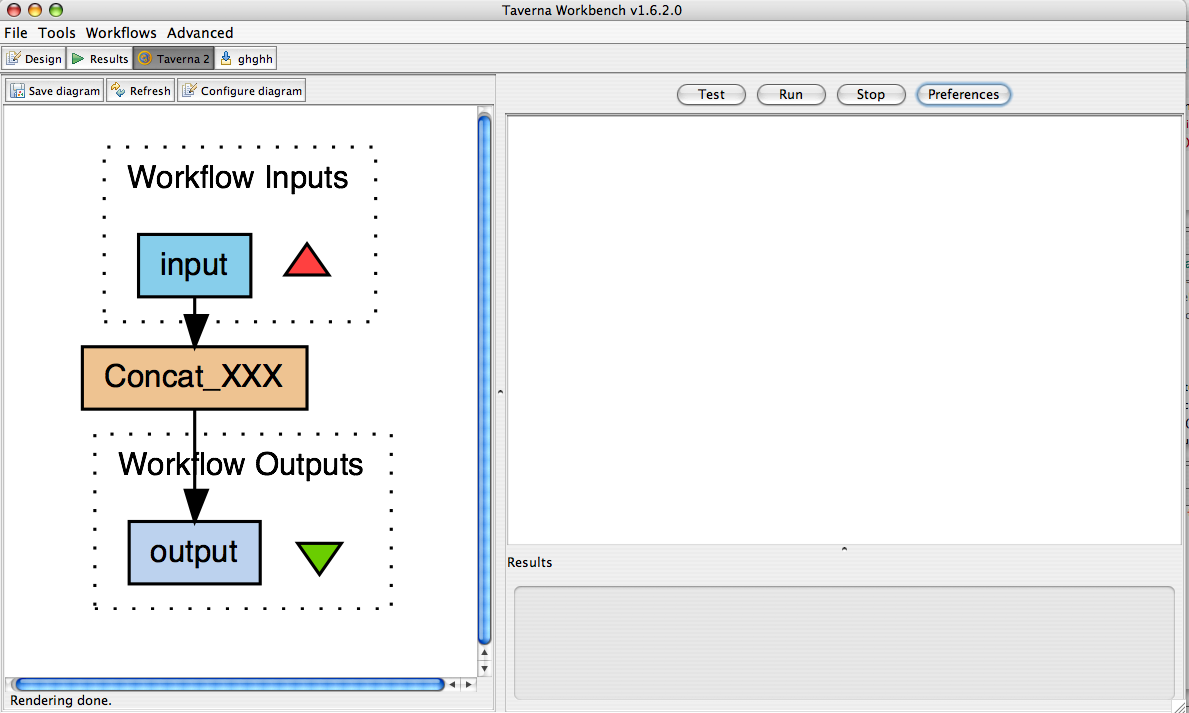 Taverna Workbench v1.6.2.0
File Tools Workflows Advanced
Design Results Taverna 2 ghghh
Save diagram Refresh Configure diagram
Test Run Stop Preferences
Workflow Inputs
input
Concat_XXX
Workflow Outputs
output
Results
Rendering done.